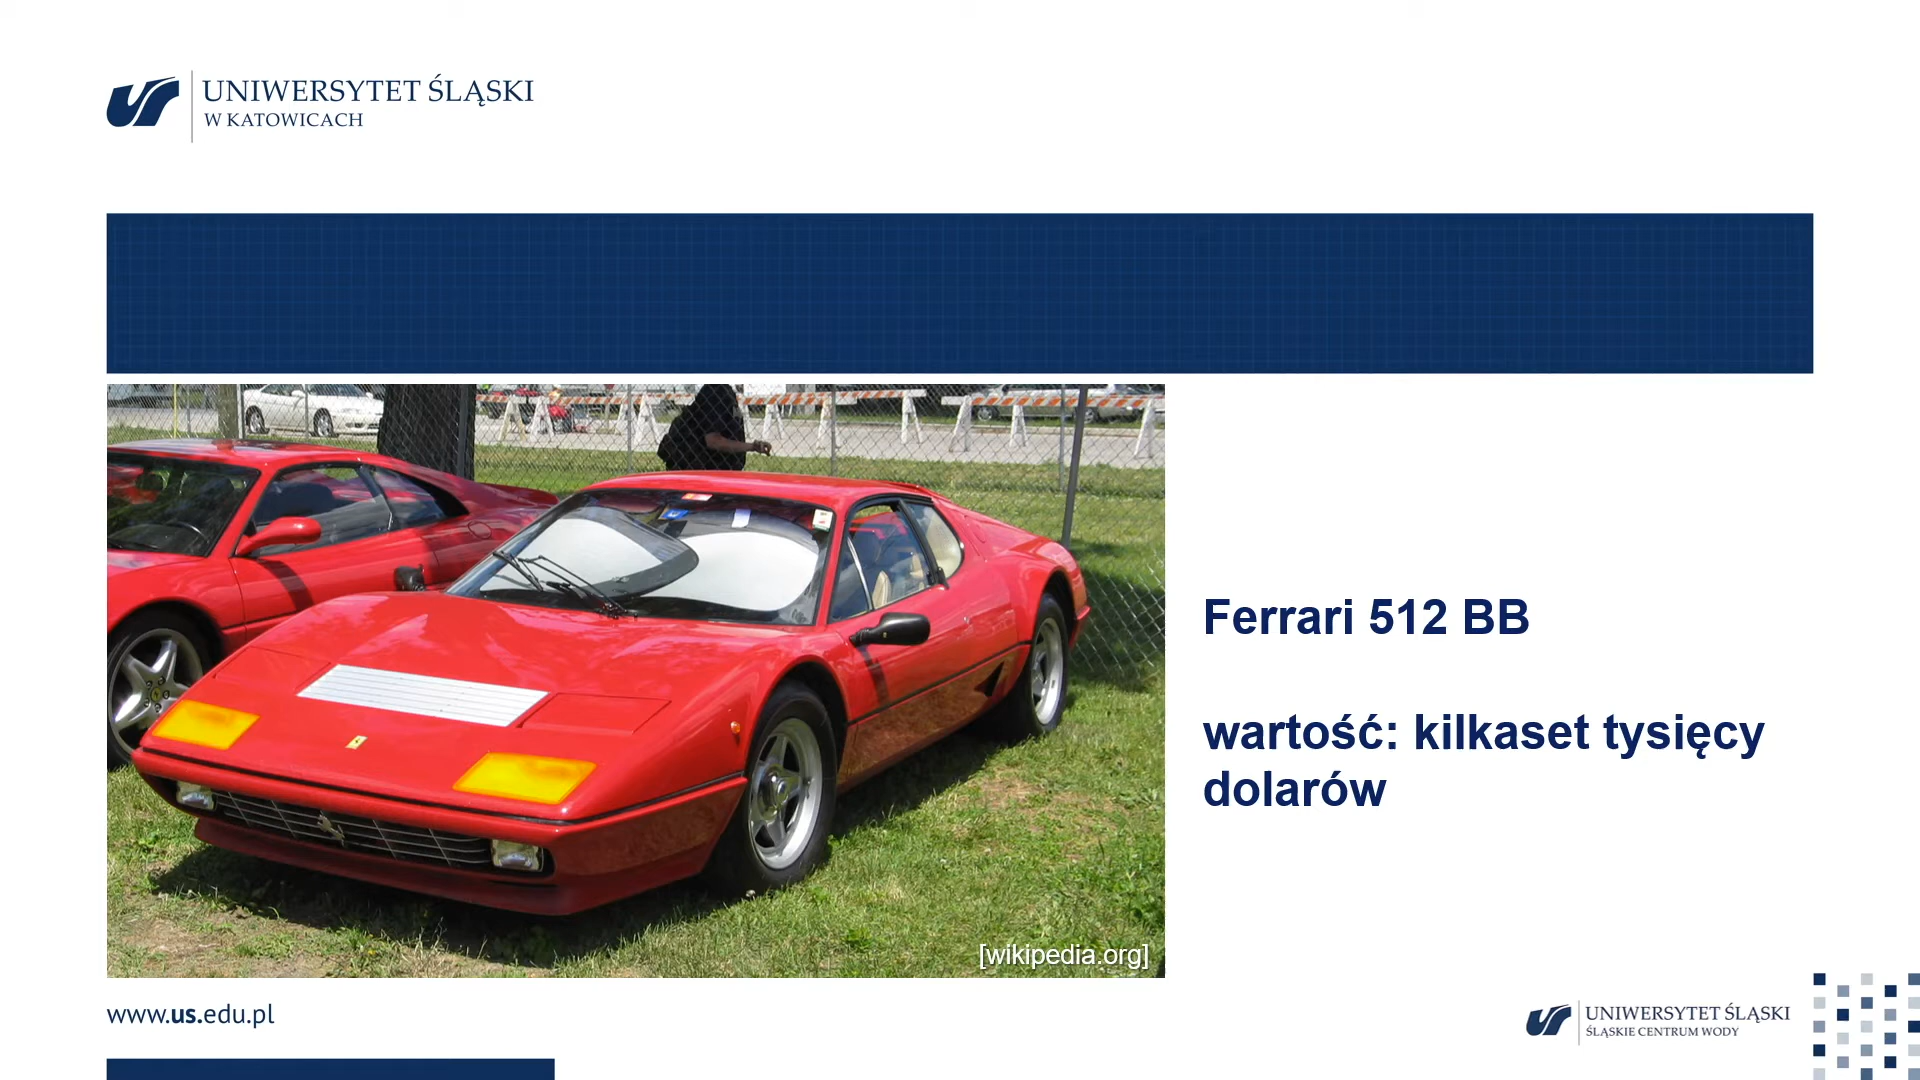 UNIWERSYTET ŚLĄSKI
W KATOWICACH
Ferrari 512 BB
wartość: kilkaset tysięcy
dolarów
[wikipedia.org]
www.us.edu.pl
UNIWERSYTET ŚLĄSKI
ŚLĄSKIE CENTRUM WODY